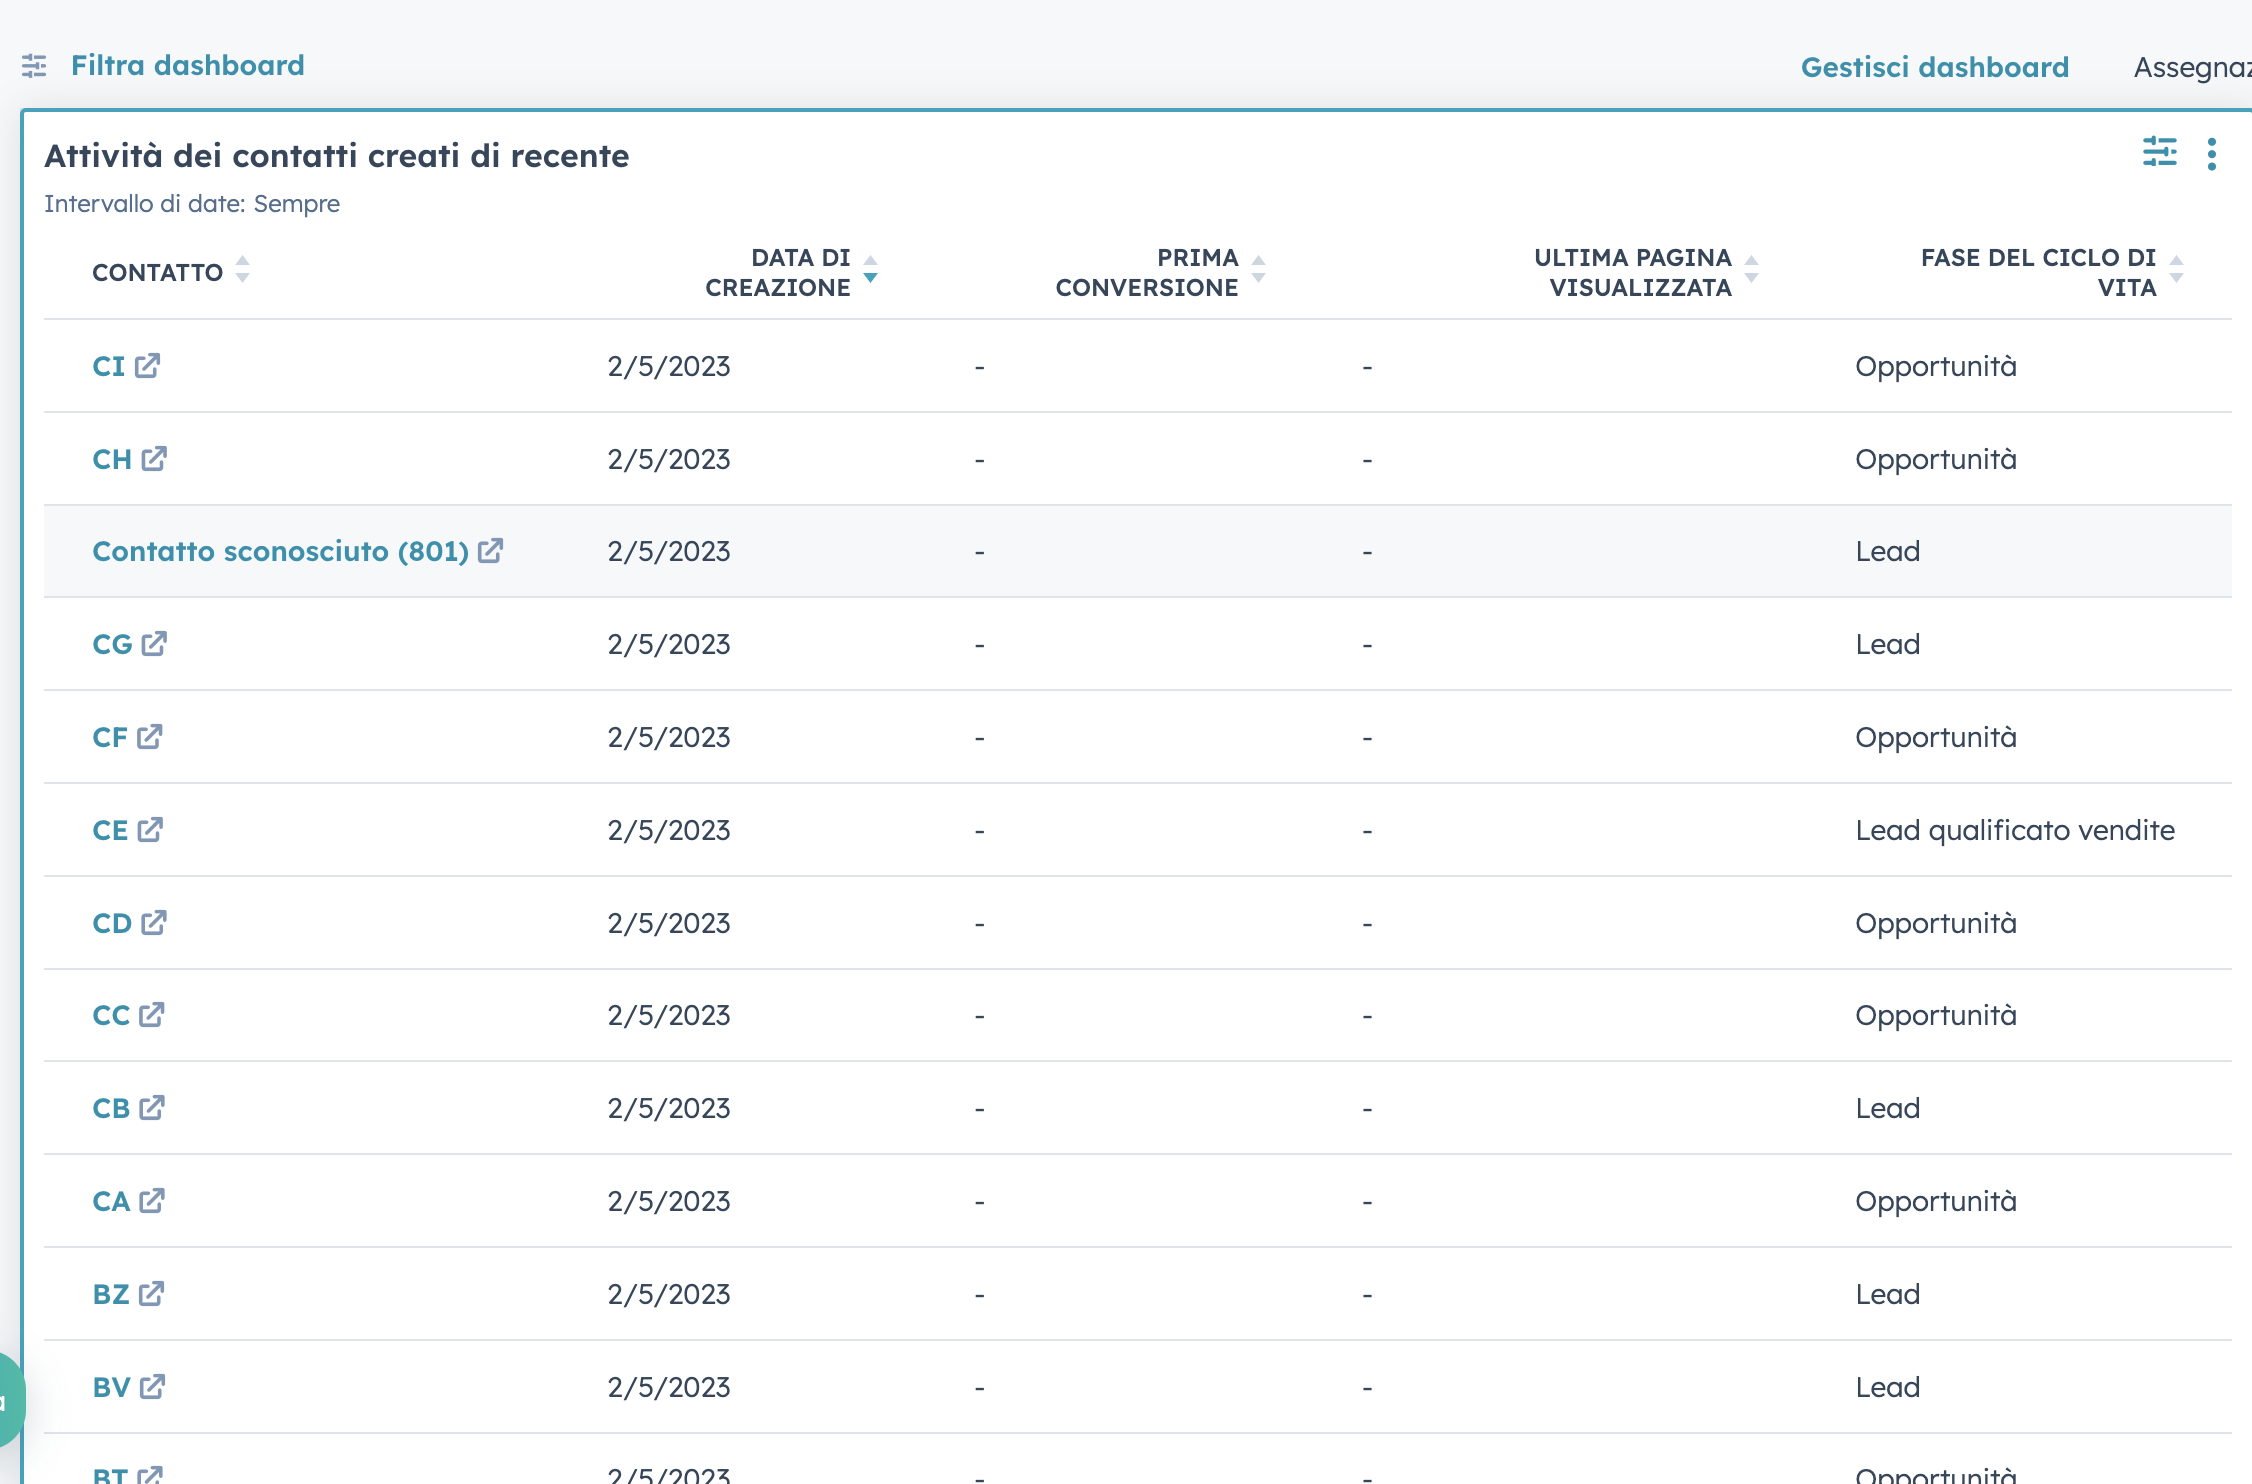 Filtra dashboard
Gestisci dashboard
Attività dei contatti creati di recente
Intervallo di date: Sempre
CONTATTO
DATA DI
CREAZIONE
PRIMA
CONVERSIONE
ULTIMA PAGINA
VISUALIZZATA
FASE DEL CICLO DI
VITA
CI 2/5/2023 - - Opportunità
CH 2/5/2023 - - Opportunità
Contatto sconosciuto (801) 2/5/2023 - - Lead
CG 2/5/2023 - - Lead
CF 2/5/2023 - - Opportunità
CE 2/5/2023 - - Lead qualificato vendite
CD 2/5/2023 - - Opportunità
CC 2/5/2023 - - Opportunità
CB 2/5/2023 - - Lead
CA 2/5/2023 - - Opportunità
BZ 2/5/2023 - - Lead
BV 2/5/2023 - - Lead
BT 2/5/2023 - - Opportunità